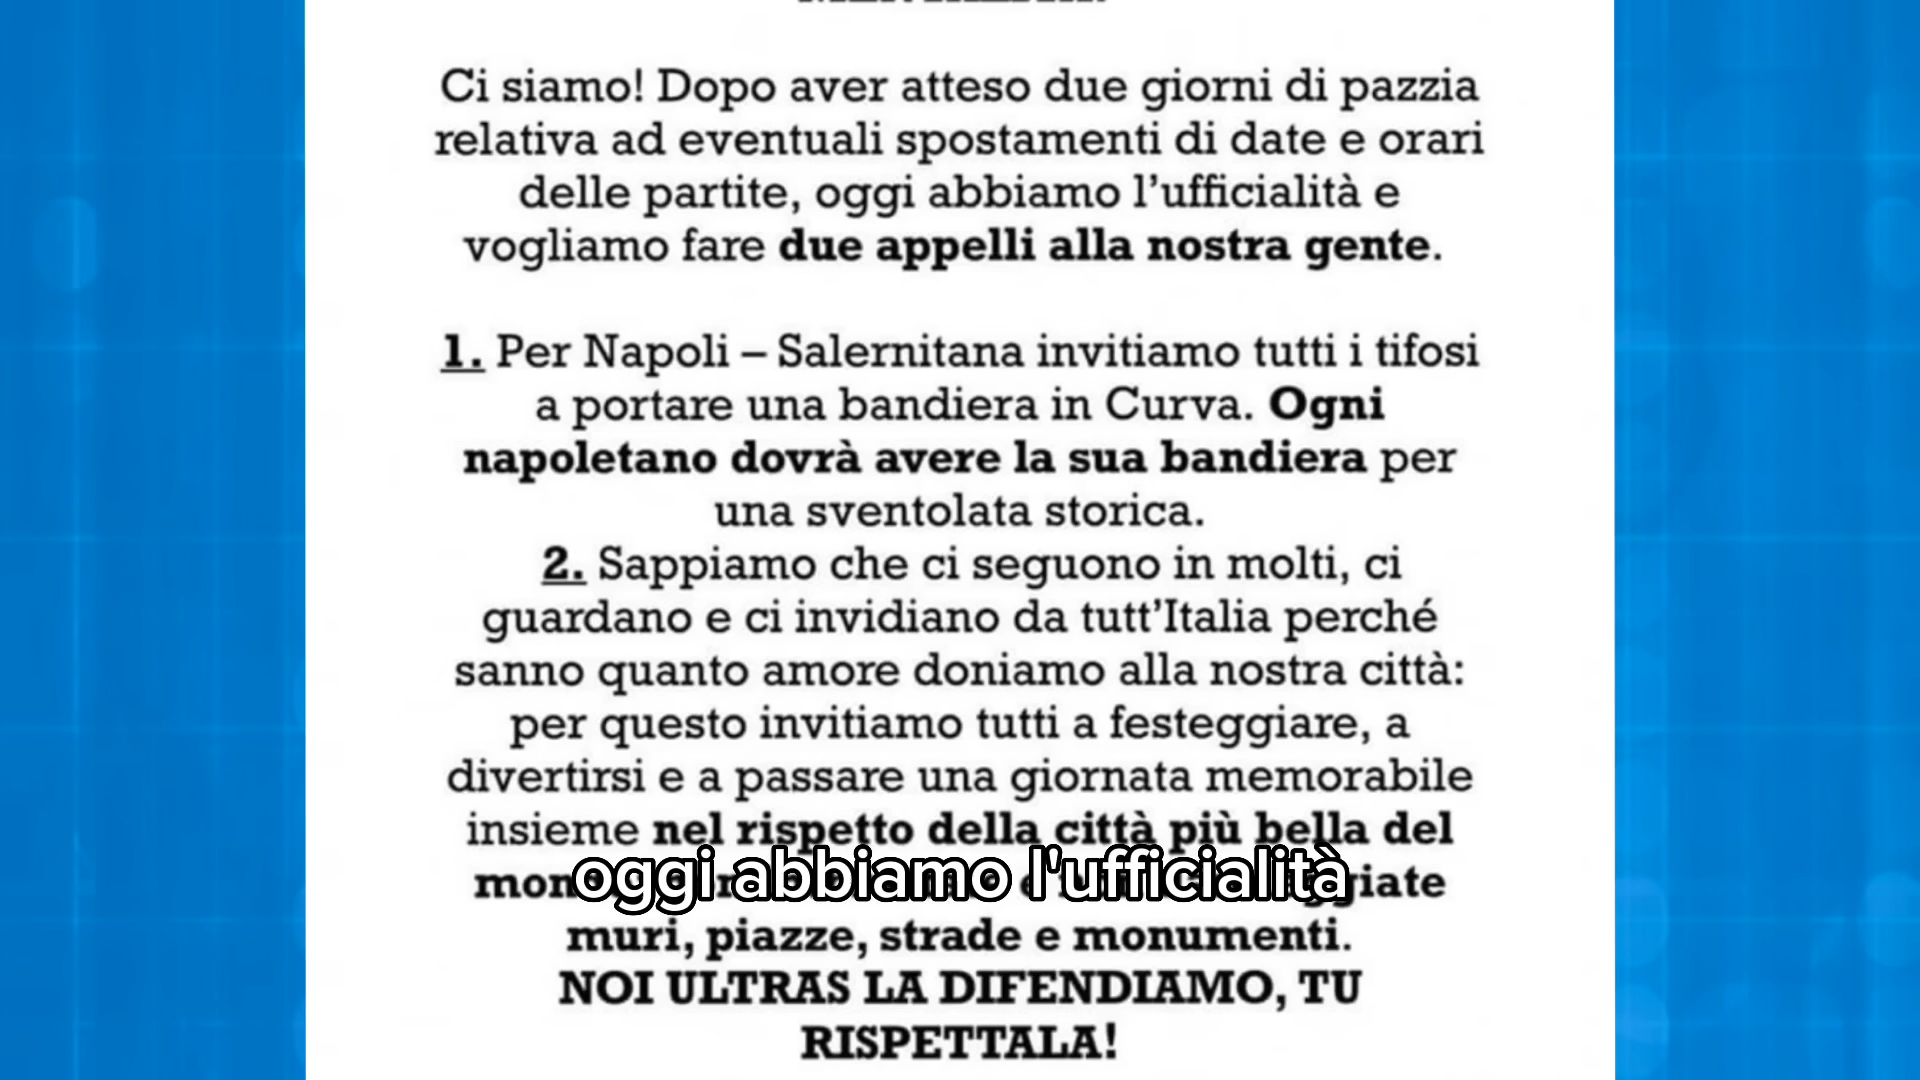 Ci siamo! Dopo aver atteso due giorni di pazzia
relativa ad eventuali spostamenti di date e orari
delle partite, oggi abbiamo l’ufficialità e
vogliamo fare due appelli alla nostra gente.
1. Per Napoli – Salernitana invitiamo tutti i tifosi
a portare una bandiera in Curva. Ogni
napoletano dovrà avere la sua bandiera per
una sventolata storica.
2. Sappiamo che ci seguono in molti, ci
guardano e ci invidiano da tutt’Italia perché
sanno quanto amore doniamo alla nostra città:
per questo invitiamo tutti a festeggiare, a
divertirsi e a passare una giornata memorabile
insieme nel rispetto della città più bella del
oggi abbiamo l'ufficialità
muri, piazze, strade e monumenti.
NOI ULTRAS LA DIFENDIAMO, TU
RISPETTALA!